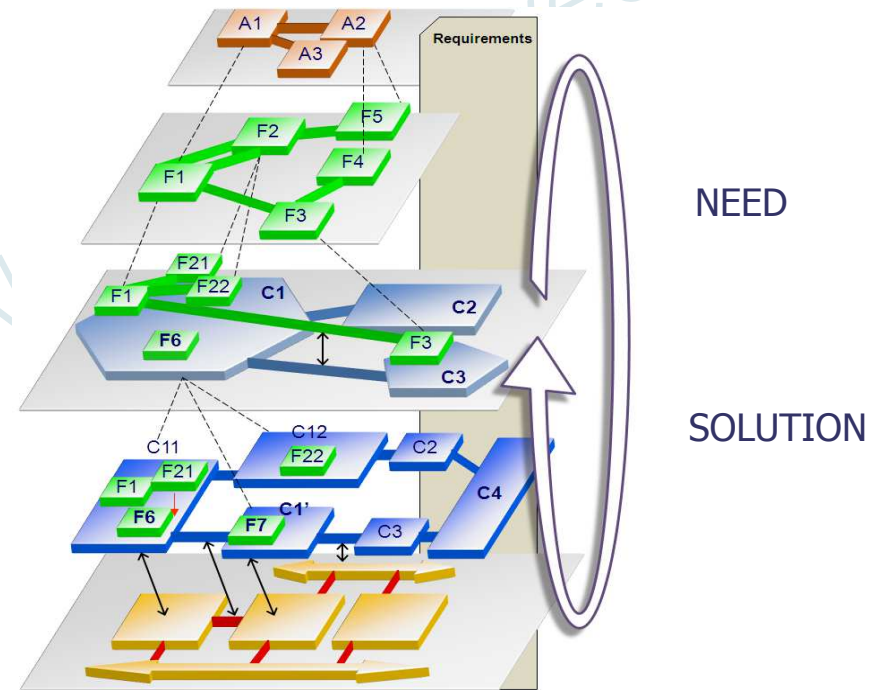 A1
A2
Requirements
A3
F5
F2
F4
F1
F3
NEED
F21
F22
C1
F1
C2
F6
F3
C3
SOLUTION
C12
C11
C2
F22
F21
F1
C4
F6
F7
C1’
C3